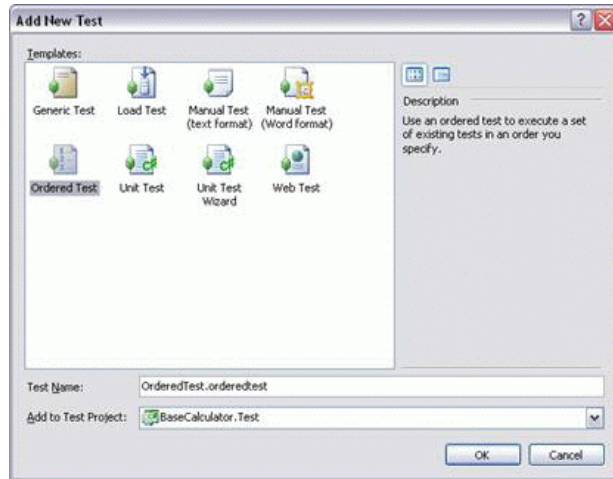 Add New Test
Templates:
Generic Test
Load Test
Manual Test
(text format)
Manual Test
(Word format)
Ordered Test
Unit Test
Unit Test
Wizard
Web Test
Description
Use an ordered test to execute a set
of existing tests in an order you
specify.
Test Name:
OrderedTest.orderedtest
Add to Test Project:
BaseCalculator.Test
OK
Cancel